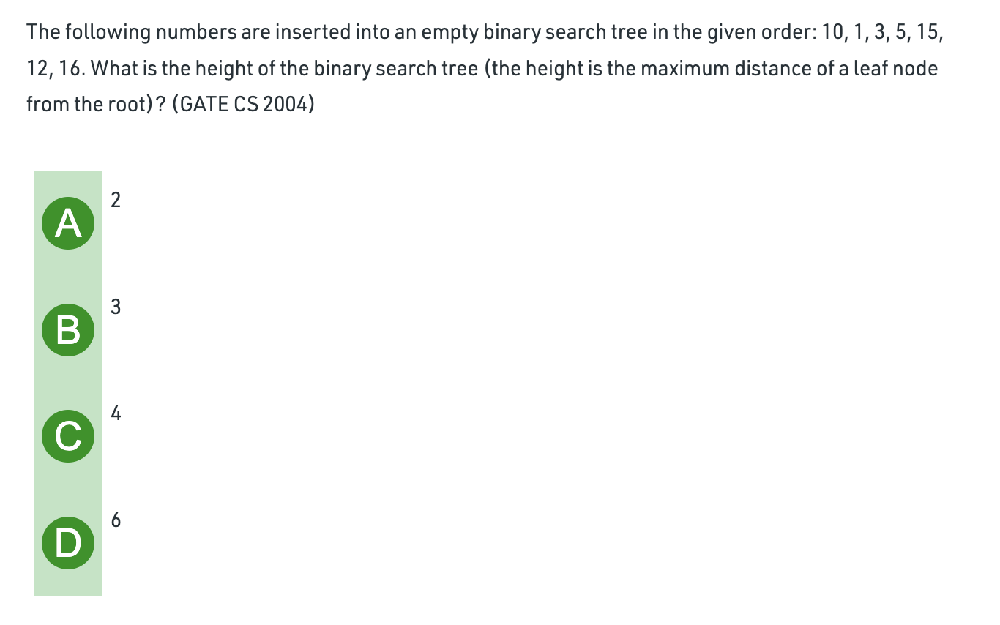 The following numbers are inserted into an empty binary search tree in the given order: 10, 1, 3, 5, 15,
12, 16. What is the height of the binary search tree (the height is the maximum distance of a leaf node
from the root)? (GATE CS 2004)
A 2
B 3
C 4
D 6